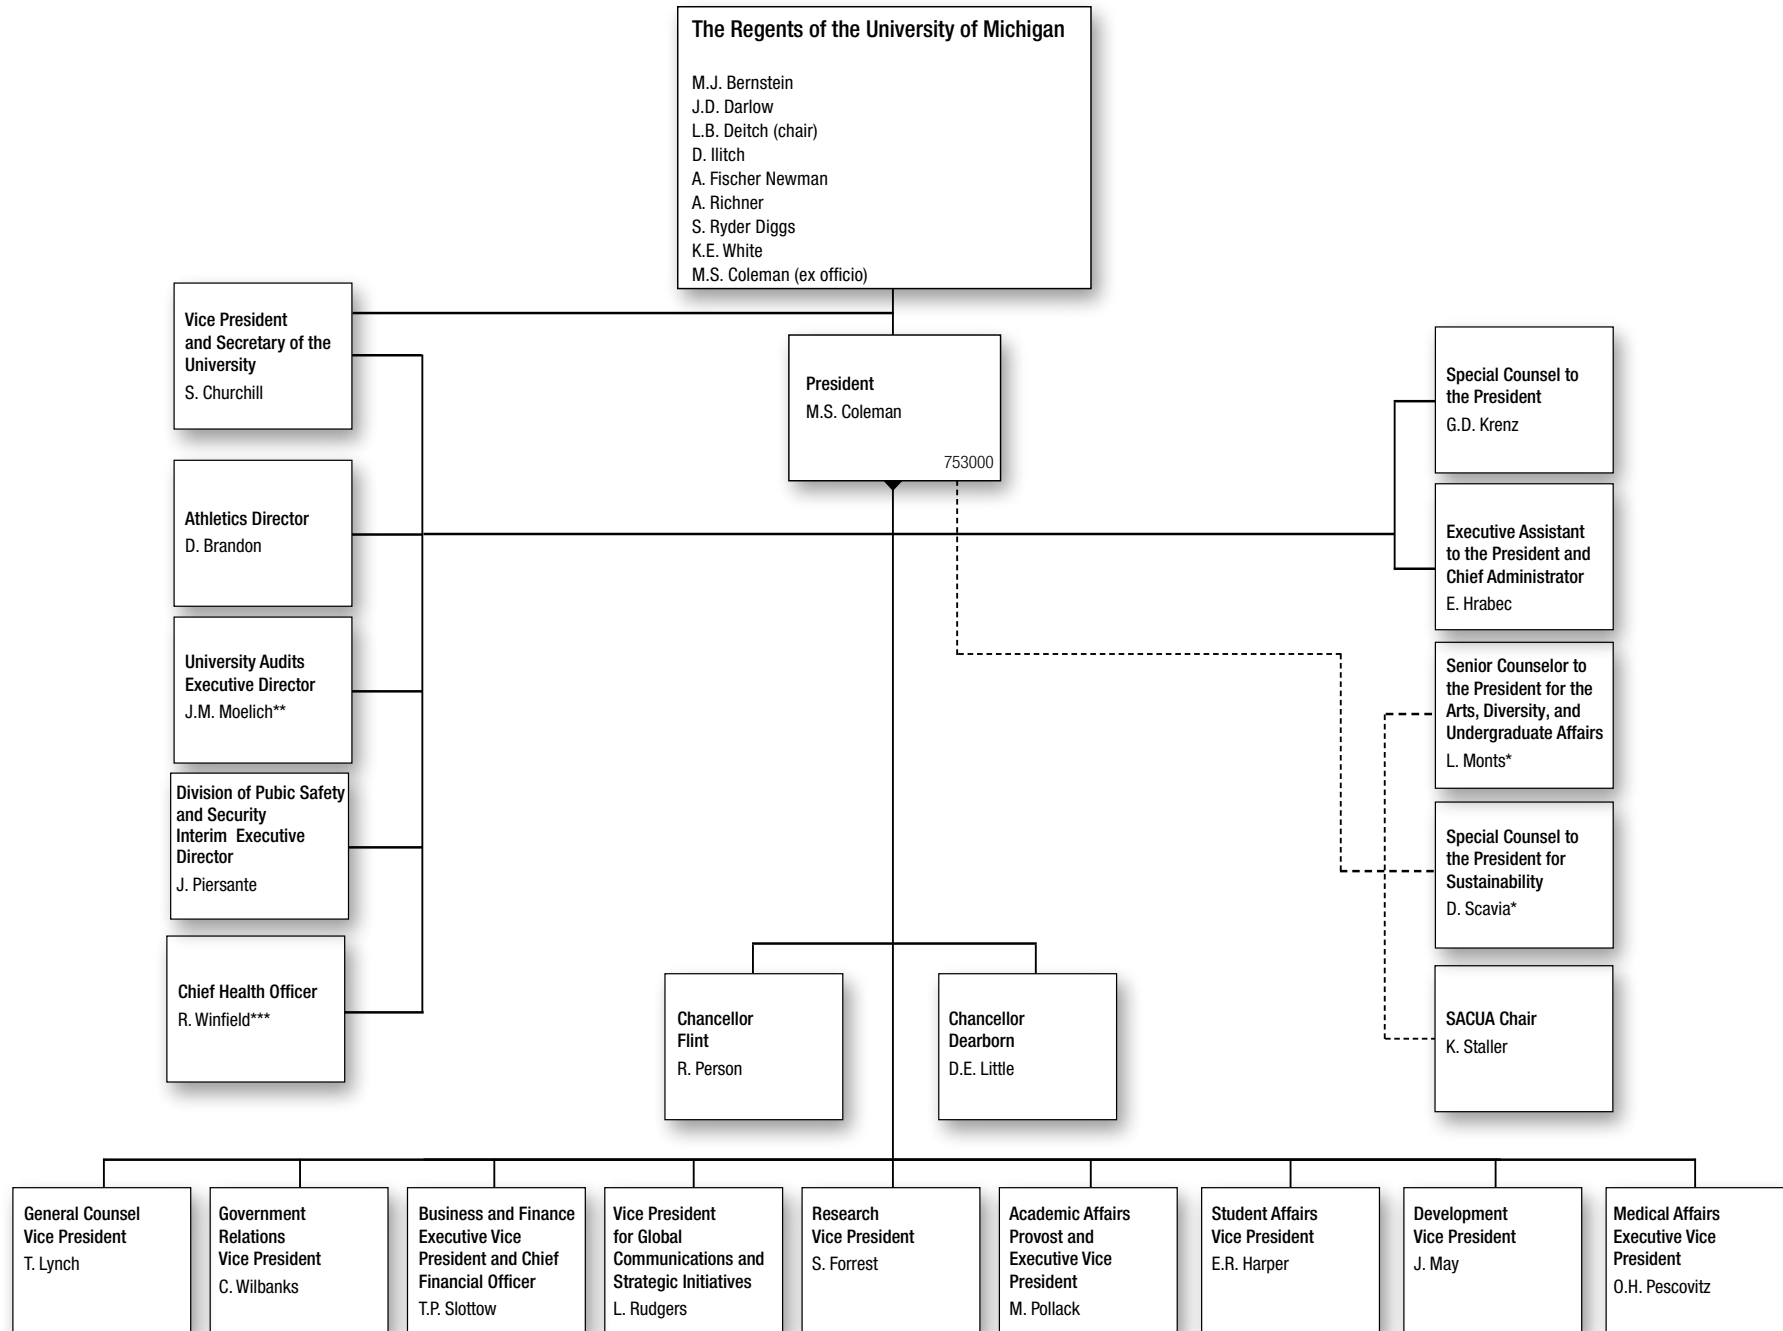 The Regents of the University of Michigan
M.J. Bernstein
J.D. Darlow
L.B. Deitch (chair)
D. Ilitch
A. Fischer Newman
A. Richner
S. Ryder Diggs
K.E. White
M.S. Coleman (ex officio)
Vice President
and Secretary of the
University
S. Churchill
President
M.S. Coleman
753000
Special Counsel to
the President
G.D. Krenz
Athletics Director
D. Brandon
Executive Assistant
to the President and
Chief Administrator
E. Hrabec
University Audits
Executive Director
J.M. Moelich**
Senior Counselor to
the President for the
Arts, Diversity, and
Undergraduate Affairs
L. Monts*
Division of Pubic Safety
and Security
Interim Executive
Director
J. Piersante
Special Counsel to
the President for
Sustainability
D. Scavia*
Chief Health Officer
R. Winfield***
Chancellor
Flint
R. Person
Chancellor
Dearborn
D.E. Little
SACUA Chair
K. Staller
General Counsel
Vice President
T. Lynch
Government
Relations
Vice President
C. Wilbanks
Business and Finance
Executive Vice
President and Chief
Financial Officer
T.P. Slottow
Vice President
for Global
Communications and
Strategic Initiatives
L. Rudgers
Research
Vice President
S. Forrest
Academic Affairs
Provost and
Executive Vice
President
M. Pollack
Student Affairs
Vice President
E.R. Harper
Development
Vice President
J. May
Medical Affairs
Executive Vice
President
O.H. Pescovitz